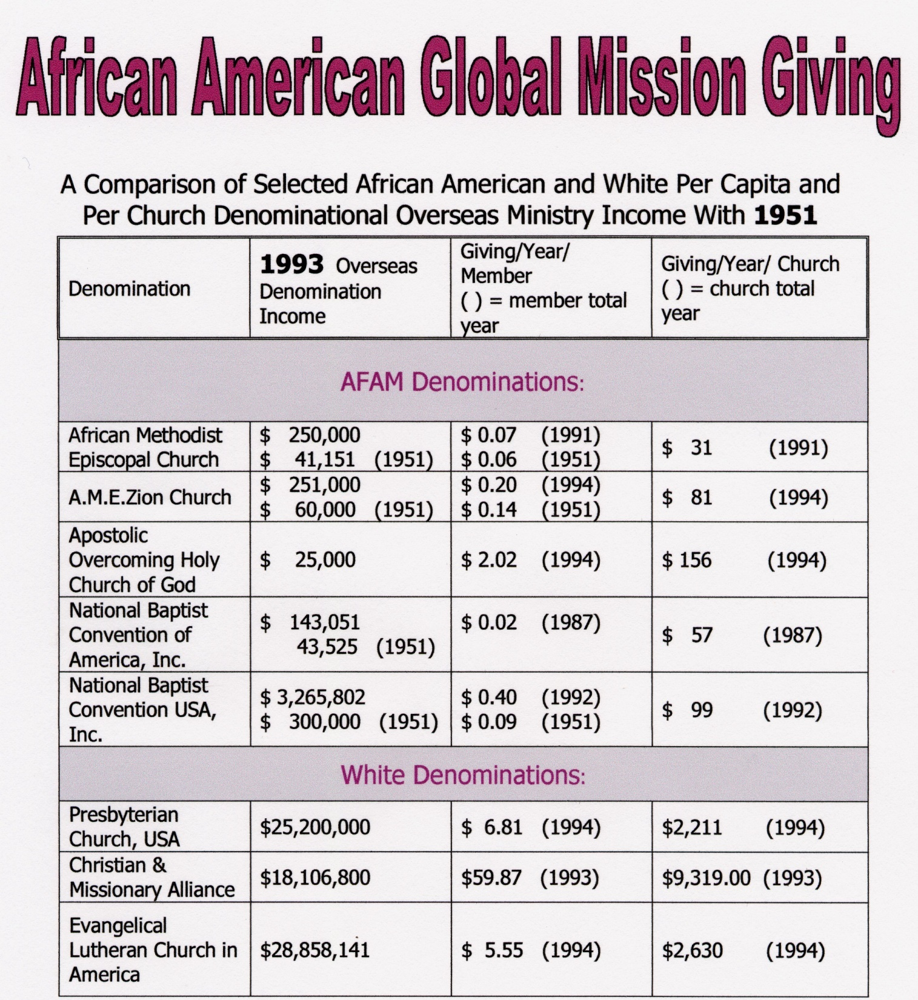 African American Global Mission Giving
A Comparison of Selected African American and White Per Capita and
Per Church Denominational Overseas Ministry Income With 1951
Denomination
1993 Overseas
Denomination
Income
Giving/Year/
Member
( ) = member total
year
Giving/Year/ Church
( ) = church total
year
AFAM Denominations:
African Methodist
Episcopal Church
$ 250,000
$ 41,151 (1951)
$ 0.07 (1991)
$ 0.06 (1951)
$ 31 (1991)
A.M.E.Zion Church
$ 251,000
$ 60,000 (1951)
$ 0.20 (1994)
$ 0.14 (1951)
$ 81 (1994)
Apostolic
Overcoming Holy
Church of God
$ 25,000
$ 2.02 (1994)
$ 156 (1994)
National Baptist
Convention of
America, Inc.
$ 143,051
43,525 (1951)
$ 0.02 (1987)
$ 57 (1987)
National Baptist
Convention USA,
Inc.
$ 3,265,802
$ 300,000 (1951)
$ 0.40 (1992)
$ 0.09 (1951)
$ 99 (1992)
White Denominations:
Presbyterian
Church, USA
$25,200,000
$ 6.81 (1994)
$2,211 (1994)
Christian &
Missionary Alliance
$18,106,800
$59.87 (1993)
$9,319.00 (1993)
Evangelical
Lutheran Church in
America
$28,858,141
$ 5.55 (1994)
$2,630 (1994)